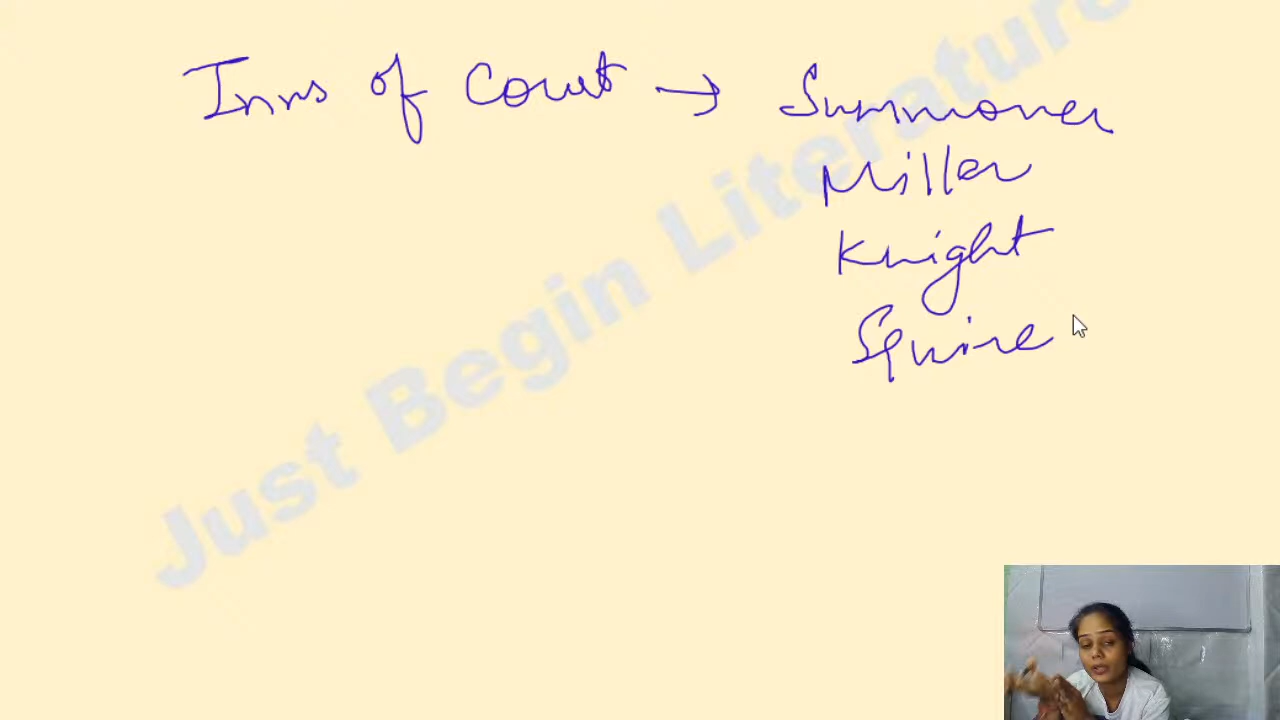 Inns of Court → Summoner
Miller
Knight
Squire
Just Begin Literature